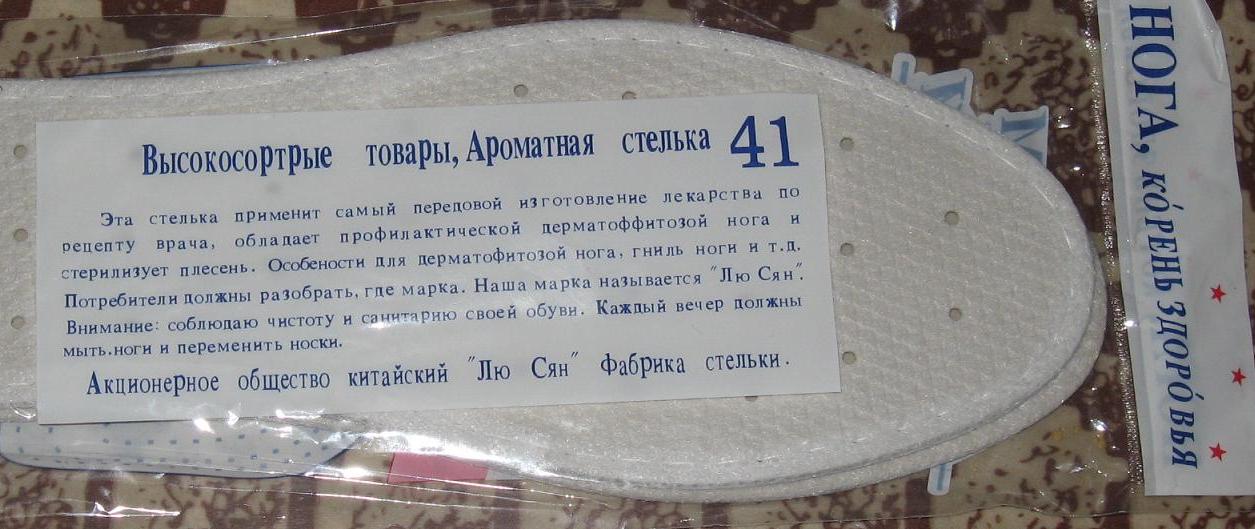 Высокосортрые товары, Ароматная стелька 41
Эта стелька применит самый передовой изготовление лекарства по
рецепту врача, обладает профилактической дерматоффитозой нога и
стерилизует плесень. Особености для дерматофитозой нога, гниль ноги и т.д.
Потребители должны разобрать, где марка. Наша марка называется "Лю Сян".
Внимание: соблюдаю чистоту и санитарию своей обуви. Каждый вечер должны
мыть.ноги и переменить носки.
Акционерное общество китайский "Лю Сян" Фабрика стельки.
НОГА, КО́РЕНЬ ЗДОРО́ВЬЯ